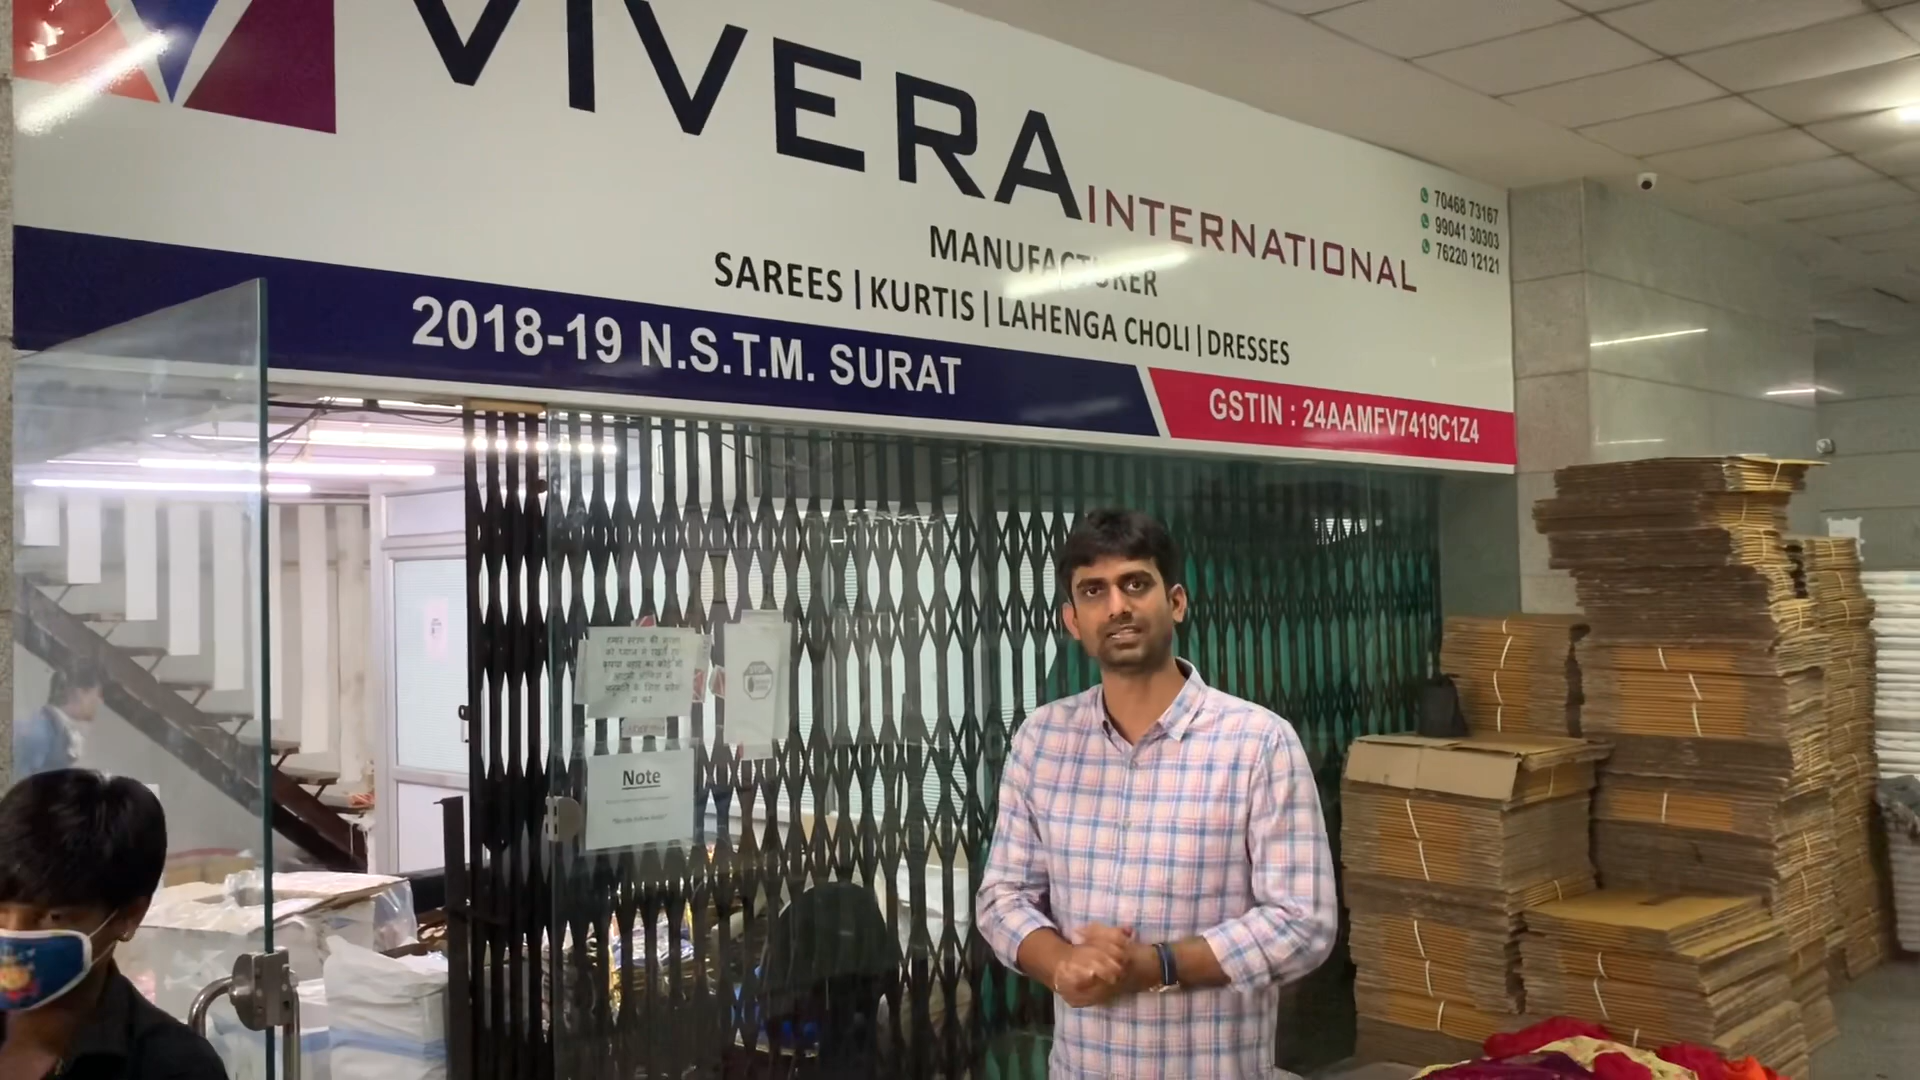 VIVERA
INTERNATIONAL
70468 73167
99041 30303
76220 12121
MANUFACTURER
SAREES | KURTIS | LAHENGA CHOLI | DRESSES
2018-19 N.S.T.M. SURAT
GSTIN : 24AAMFV7419C1Z4
STOP
Note